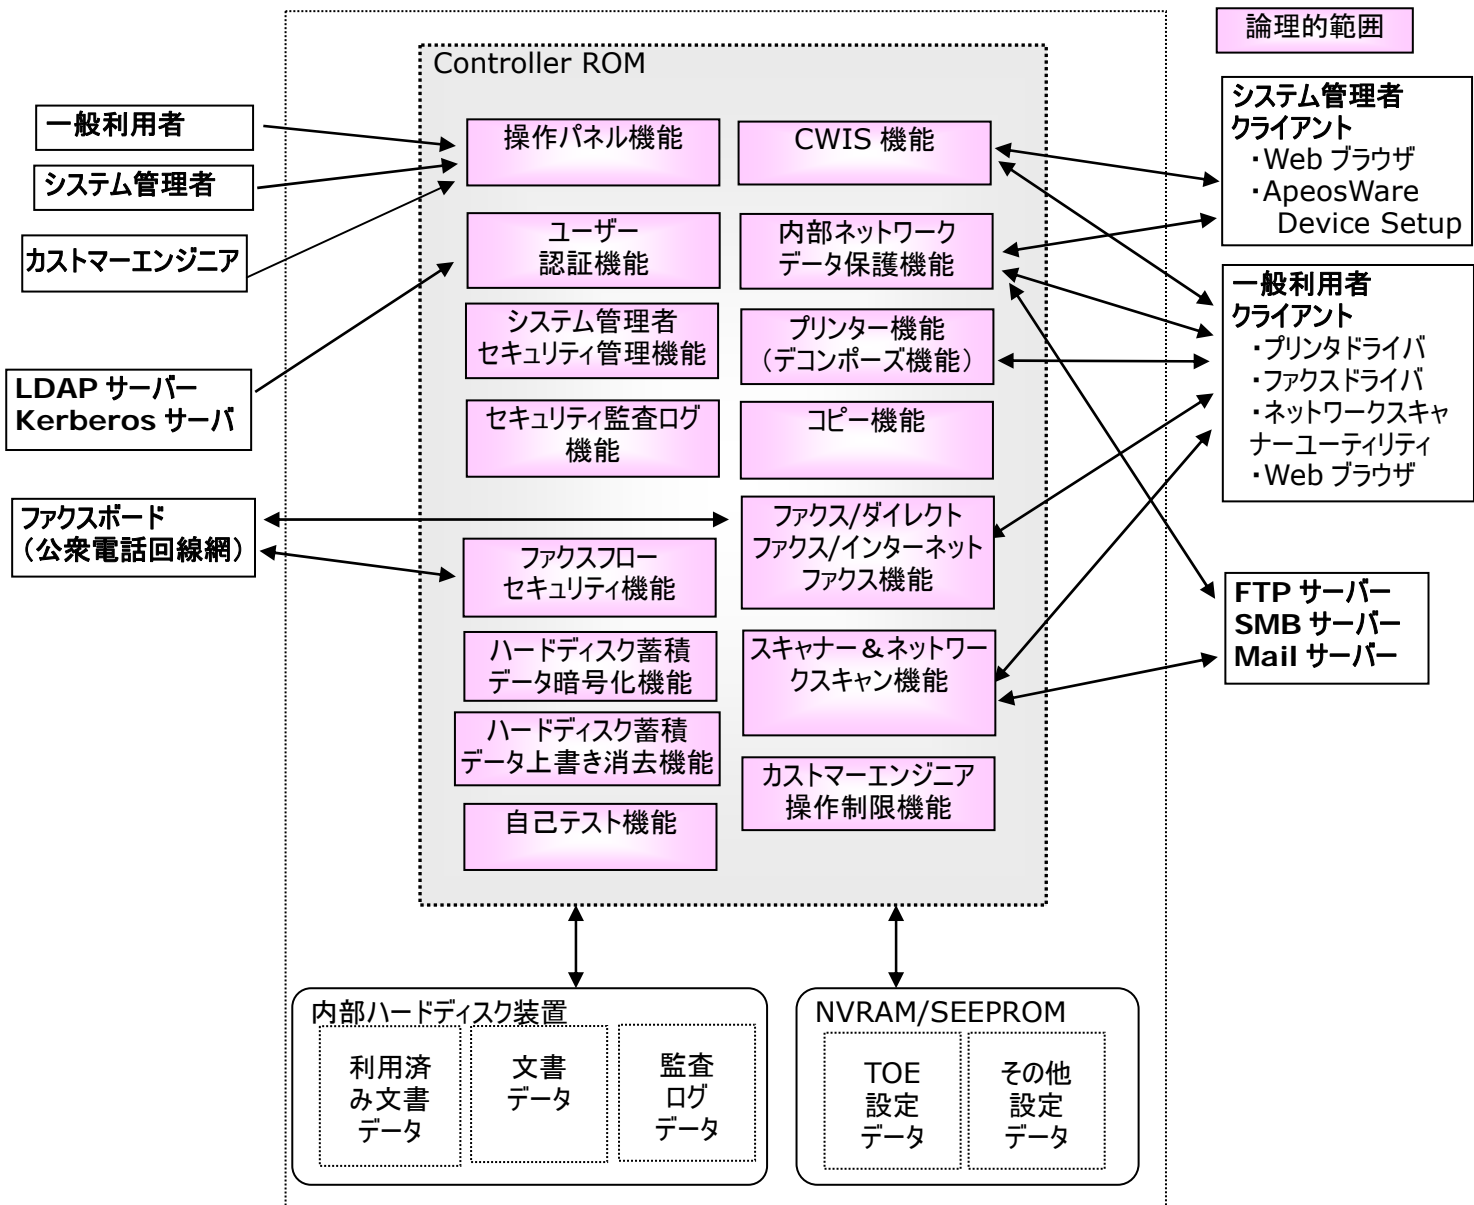 論理的範囲
Controller ROM
一般利用者
システム管理者
カストマーエンジニア
LDAP サーバー
Kerberos サーバ
ファクスボード
（公衆電話回線網）
操作パネル機能
ユーザー
認証機能
システム管理者
セキュリティ管理機能
セキュリティ監査ログ
機能
ファクスフロー
セキュリティ機能
ハードディスク蓄積
データ暗号化機能
ハードディスク蓄積
データ上書き消去機能
自己テスト機能
CWIS 機能
内部ネットワーク
データ保護機能
プリンター機能
（デコンポーズ機能）
コピー機能
ファクス/ダイレクト
ファクス/インターネット
ファクス機能
スキャナー＆ネットワー
クスキャン機能
カストマーエンジニア
操作制限機能
システム管理者
クライアント
・Web ブラウザ
・ApeosWare
Device Setup
一般利用者
クライアント
・プリンタドライバ
・ファクスドライバ
・ネットワークスキャ
ナーユーティリティ
・Web ブラウザ
FTP サーバー
SMB サーバー
Mail サーバー
内部ハードディスク装置
利用済
み文書
データ
文書
データ
監査
ログ
データ
NVRAM/SEEPROM
TOE
設定
データ
その他
設定
データ